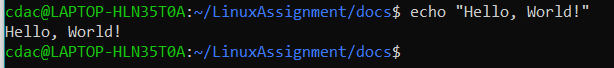 cdac@LAPTOP-HLN35T0A:~/LinuxAssignment/docs$ echo "Hello, World!"
Hello, World!
cdac@LAPTOP-HLN35T0A:~/LinuxAssignment/docs$